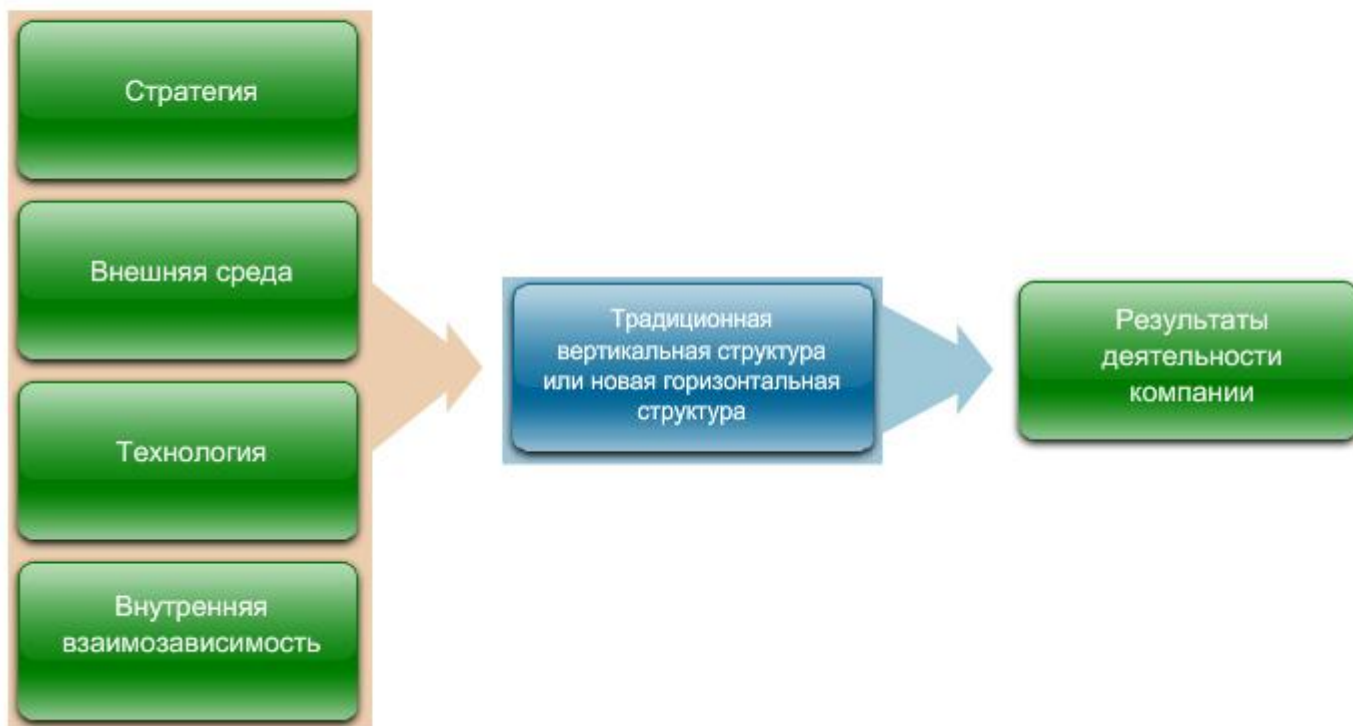 Стратегия
Внешняя среда
Технология
Внутренняя
взаимозависимость
Традиционная
вертикальная структура
или новая горизонтальная
структура
Результаты
деятельности
компании